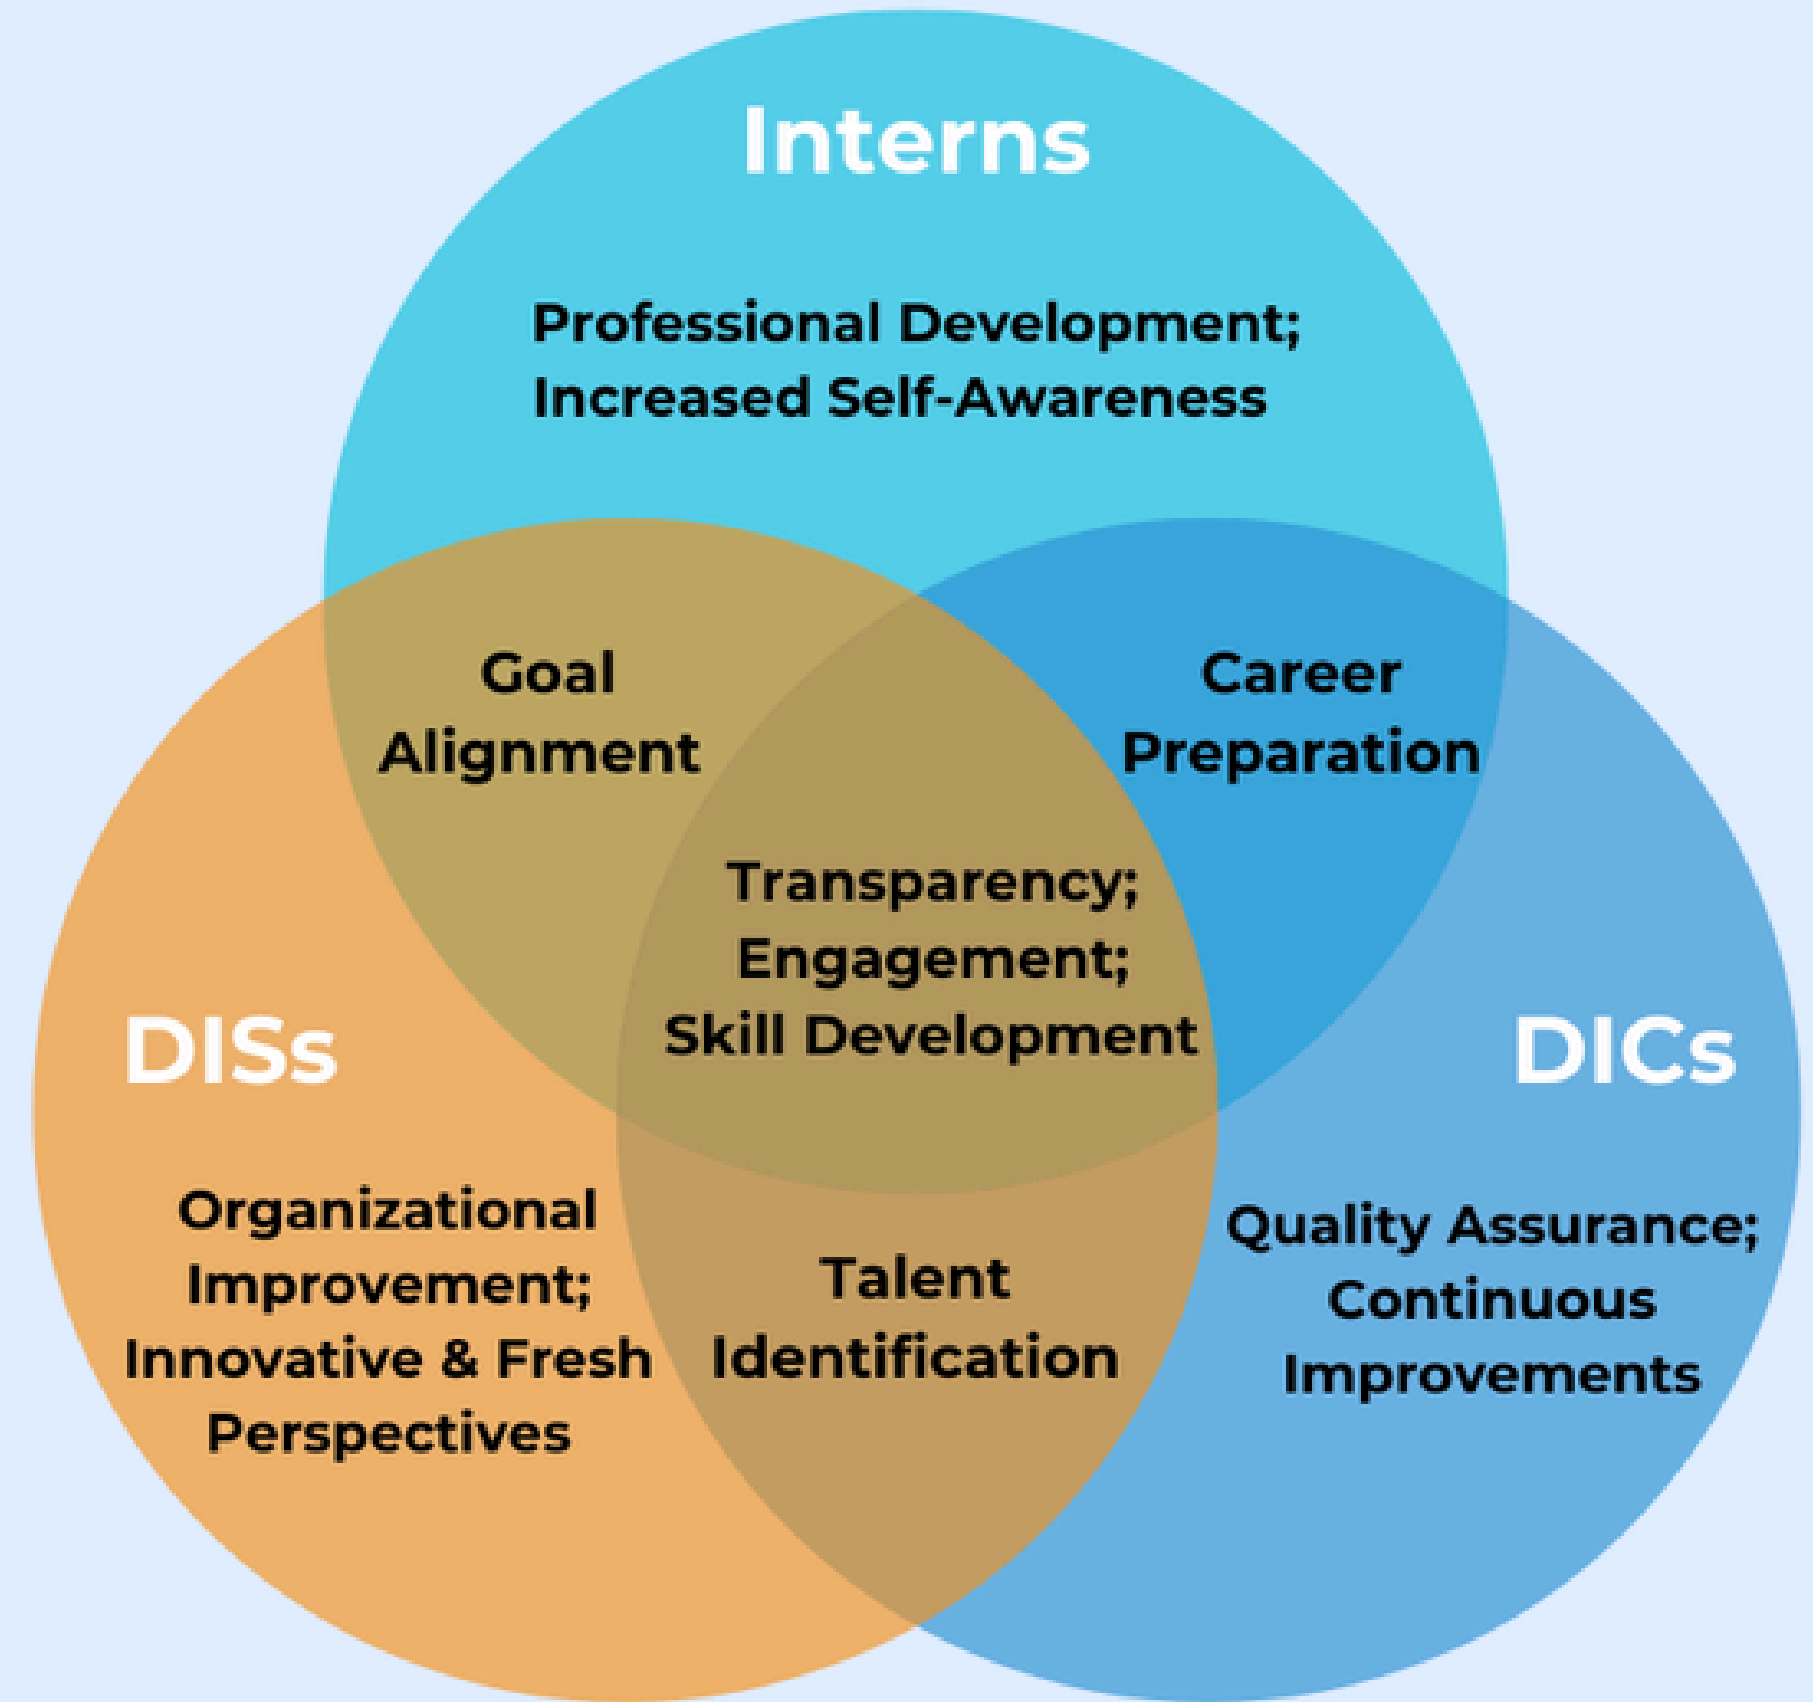 Interns
Professional Development;
Increased Self-Awareness
Goal
Alignment
Career
Preparation
Transparency;
Engagement;
Skill Development
DISs
Organizational
Improvement;
Innovative & Fresh
Perspectives
Talent
Identification
DICs
Quality Assurance;
Continuous
Improvements